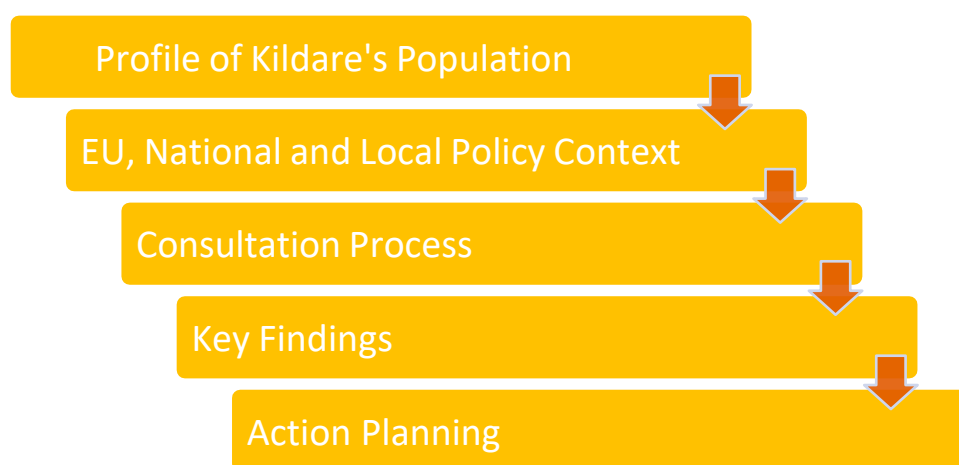 Profile of Kildare's Population
EU, National and Local Policy Context
Consultation Process
Key Findings
Action Planning